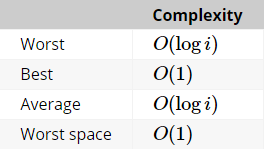 Complexity
Worst O(log i)
Best O(1)
Average O(log i)
Worst space O(1)